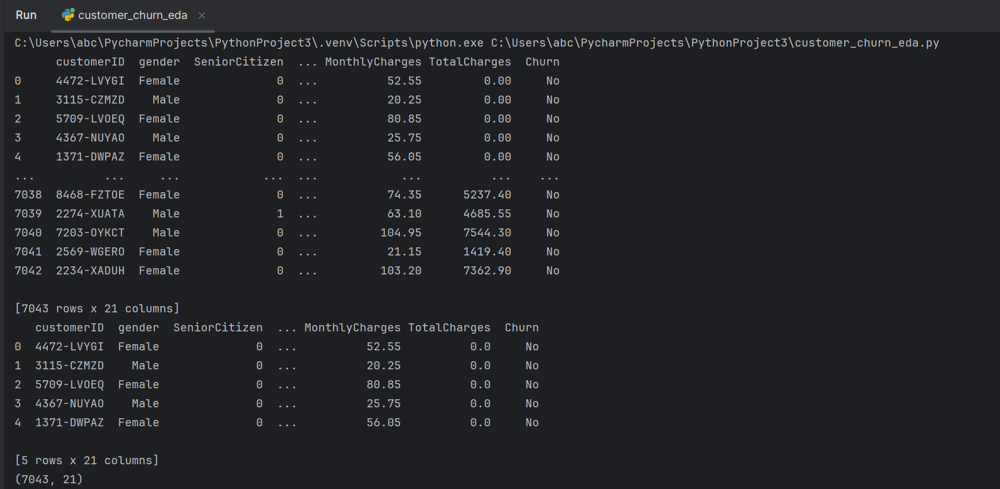 Run customer_churn_eda ×
C:\Users\abc\PycharmProjects\PythonProject3\.venv\Scripts\python.exe C:\Users\abc\PycharmProjects\PythonProject3\customer_churn_eda.py
      customerID  gender  SeniorCitizen  ... MonthlyCharges TotalCharges  Churn
0     4472-LVYGI  Female              0  ...          52.55         0.00     No
1     3115-CZMZD    Male              0  ...          20.25         0.00     No
2     5709-LVOEQ  Female              0  ...          80.85         0.00     No
3     4367-NUYAO    Male              0  ...          25.75         0.00     No
4     1371-DWPAZ  Female              0  ...          56.05         0.00     No
...          ...     ...            ...  ...            ...          ...    ...
7038  8468-FZTOE  Female              0  ...          74.35      5237.40     No
7039  2274-XUATA    Male              1  ...          63.10      4685.55     No
7040  7203-OYKCT    Male              0  ...         104.95      7544.30     No
7041  2569-WGERO  Female              0  ...          21.15      1419.40     No
7042  2234-XADUH  Female              0  ...         103.20      7362.90     No
[7043 rows x 21 columns]
   customerID  gender  SeniorCitizen  ... MonthlyCharges TotalCharges  Churn
0  4472-LVYGI  Female              0  ...          52.55          0.0     No
1  3115-CZMZD    Male              0  ...          20.25          0.0     No
2  5709-LVOEQ  Female              0  ...          80.85          0.0     No
3  4367-NUYAO    Male              0  ...          25.75          0.0     No
4  1371-DWPAZ  Female              0  ...          56.05          0.0     No
[5 rows x 21 columns]
(7043, 21)